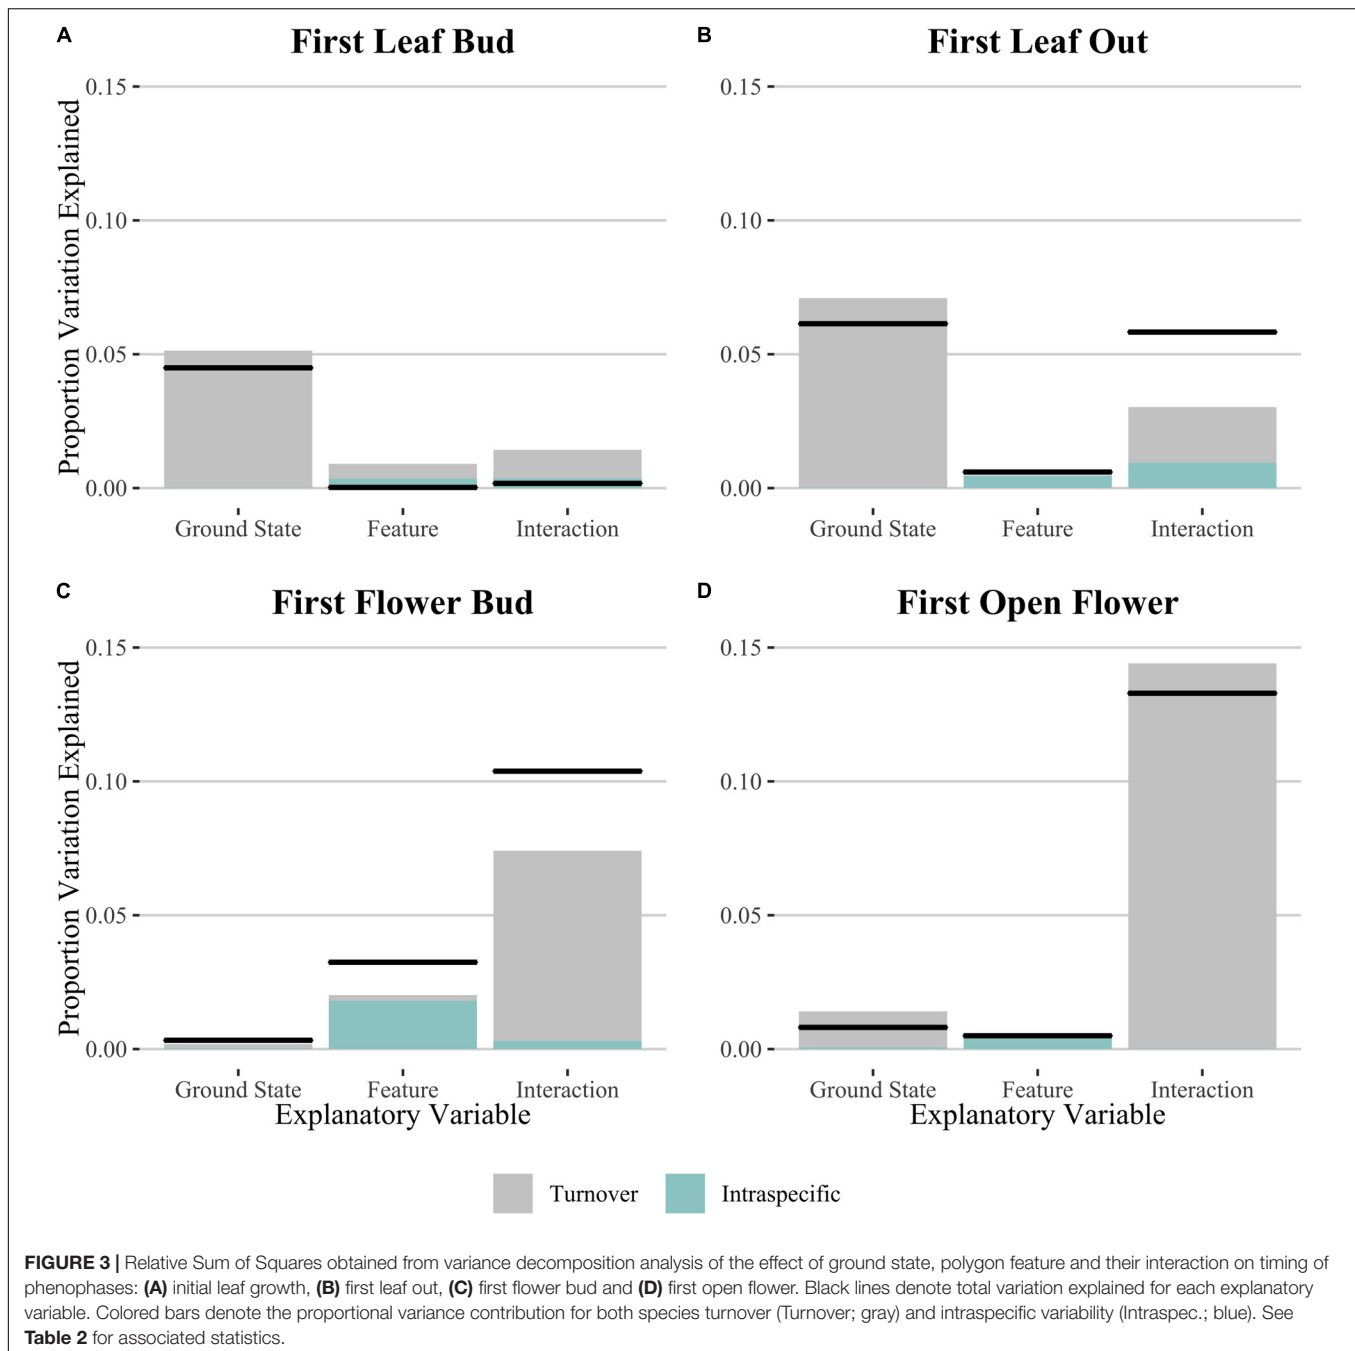 A
First Leaf Bud
Proportion Variation Explained
0.15
0.10
0.05
0.00
Ground State
Feature
Interaction
B
First Leaf Out
0.15
0.10
0.05
0.00
Ground State
Feature
Interaction
C
First Flower Bud
Proportion Variation Explained
0.15
0.10
0.05
0.00
Ground State
Feature
Interaction
Explanatory Variable
D
First Open Flower
0.15
0.10
0.05
0.00
Ground State
Feature
Interaction
Explanatory Variable
Turnover
Intraspecific
FIGURE 3 | Relative Sum of Squares obtained from variance decomposition analysis of the effect of ground state, polygon feature and their interaction on timing of
phenophases: (A) initial leaf growth, (B) first leaf out, (C) first flower bud and (D) first open flower. Black lines denote total variation explained for each explanatory
variable. Colored bars denote the proportional variance contribution for both species turnover (Turnover; gray) and intraspecific variability (Intraspec.; blue). See
Table 2 for associated statistics.